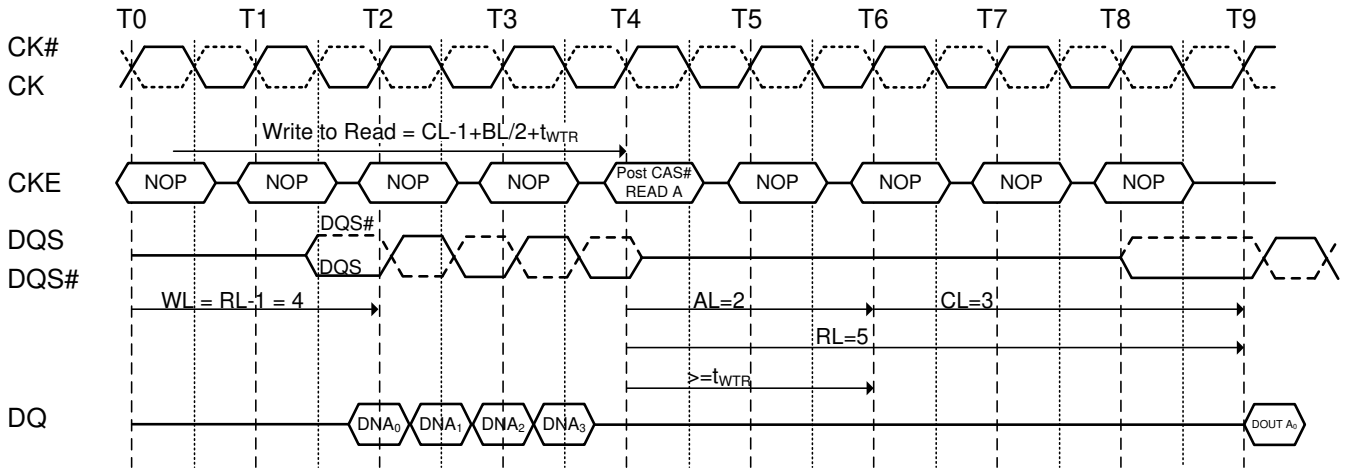 T0 T1 T2 T3 T4 T5 T6 T7 T8 T9
CK#
CK
Write to Read = CL-1+BL/2+tWTR
CKE NOP NOP NOP NOP Post CAS# READ A NOP NOP NOP NOP
DQS DQS#
DQS# DQS
WL = RL-1 = 4 AL=2 CL=3
RL=5
>=tWTR
DQ DNA0 DNA1 DNA2 DNA3 DOUT A0